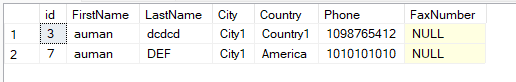 id FirstName LastName City Country Phone FaxNumber
1 3 auman dcdcd City1 Country1 1098765412 NULL
2 7 auman DEF City1 America 1010101010 NULL